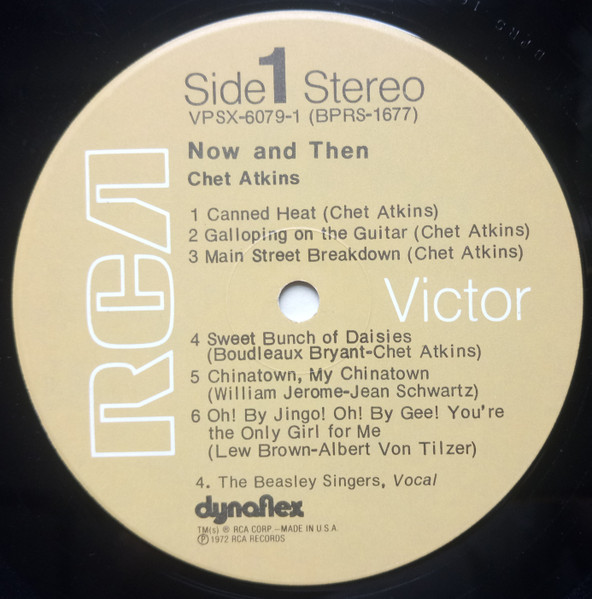 Side 1 Stereo
VPSX-6079-1 (BPRS-1677)
Now and Then
Chet Atkins
1 Canned Heat (Chet Atkins)
2 Galloping on the Guitar (Chet Atkins)
3 Main Street Breakdown (Chet Atkins)
RCA
Victor
4 Sweet Bunch of Daisies
(Boudleaux Bryant-Chet Atkins)
5 Chinatown, My Chinatown
(William Jerome-Jean Schwartz)
6 Oh! By Jingo! Oh! By Gee! You're
the Only Girl for Me
(Lew Brown-Albert Von Tilzer)
4. The Beasley Singers, Vocal
dynaflex
TM(s) ® RCA CORP.–MADE IN U.S.A.
Ⓟ 1972 RCA RECORDS